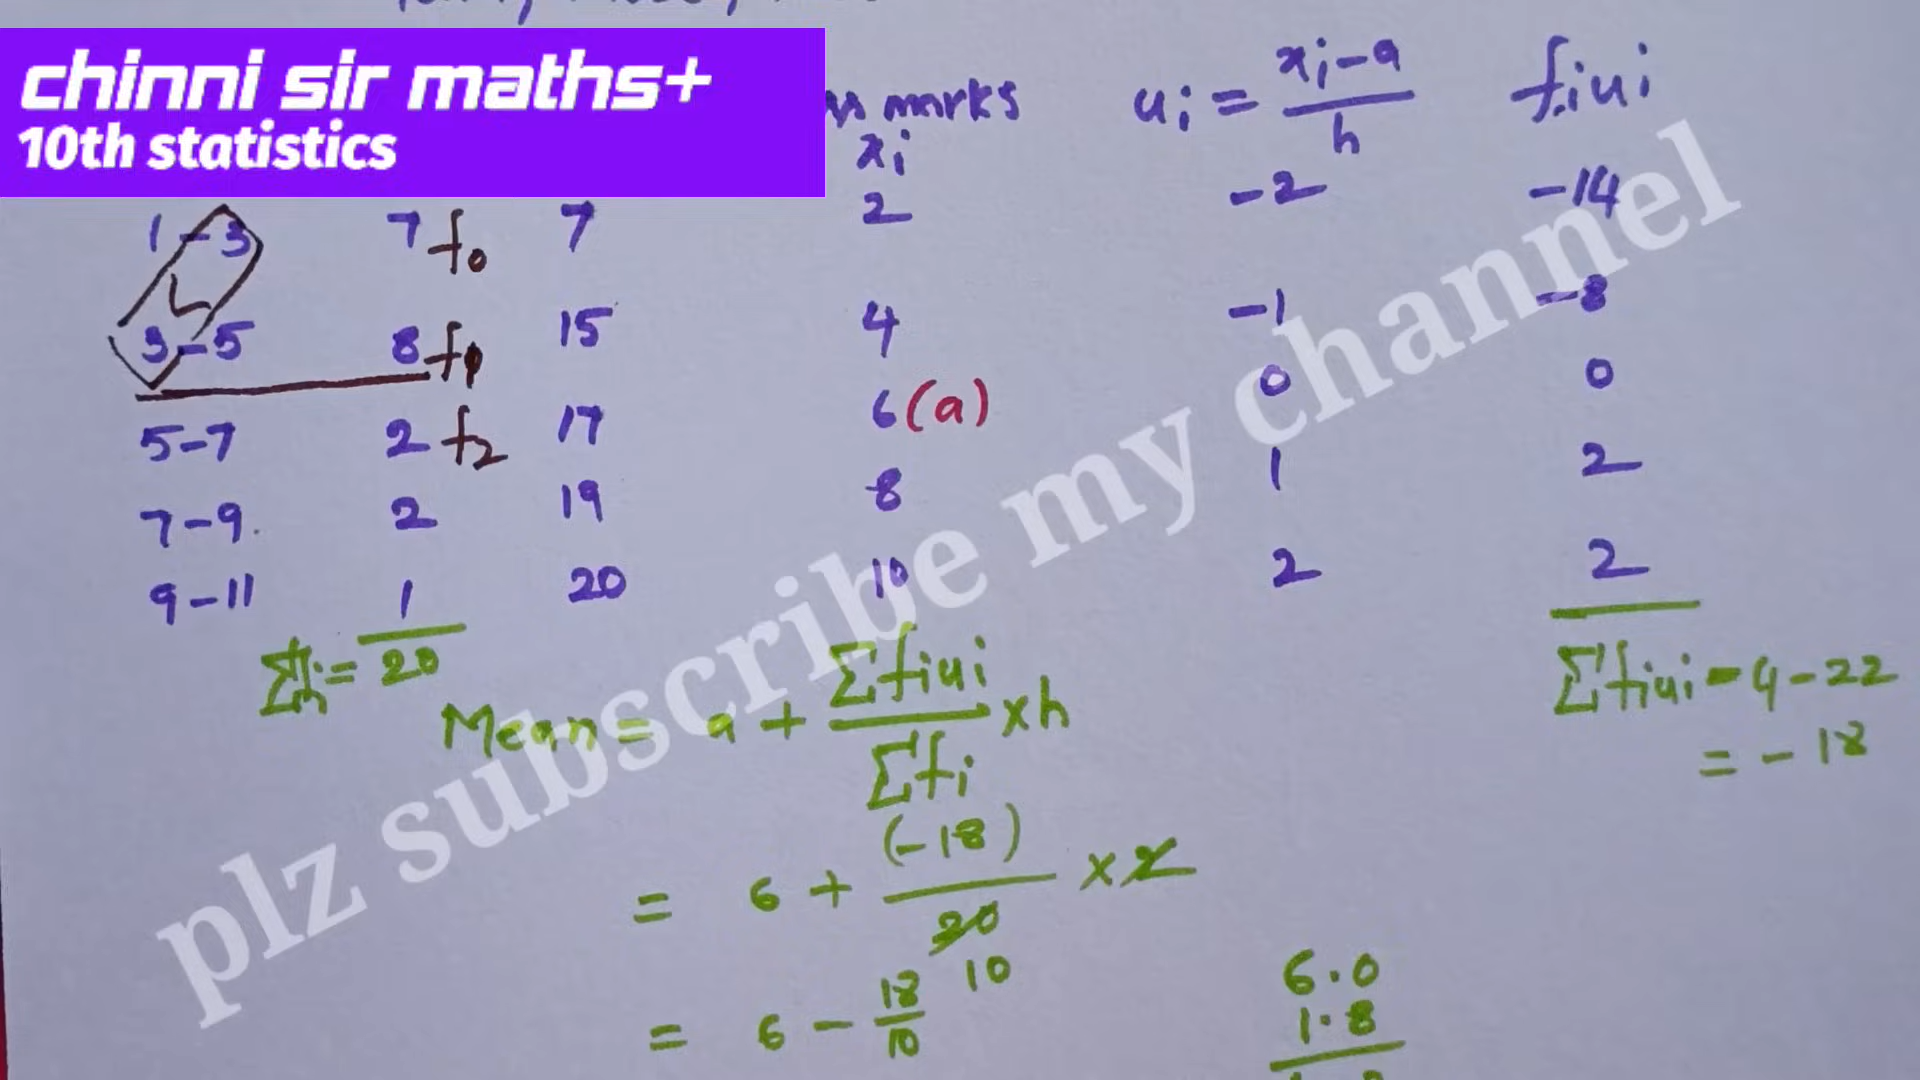 chinni sir maths+
10th statistics
marks ui = xi-a/h fiui
xi
1-3 7 f0 7 2 -2 -14
L
3-5 8 f1 15 4 -1 -8
5-7 2 f2 17 6(a) 0 0
7-9 2 19 8 1 2
9-11 1 20 10 2 2
Σfi = 20
Σfiui = 4-22
= -18
Mean = a + Σfiui/Σfi ×h
= 6 + (-18)/20 ×2
10
= 6 - 18/10
6.0
1.8
plz subscribe my channel